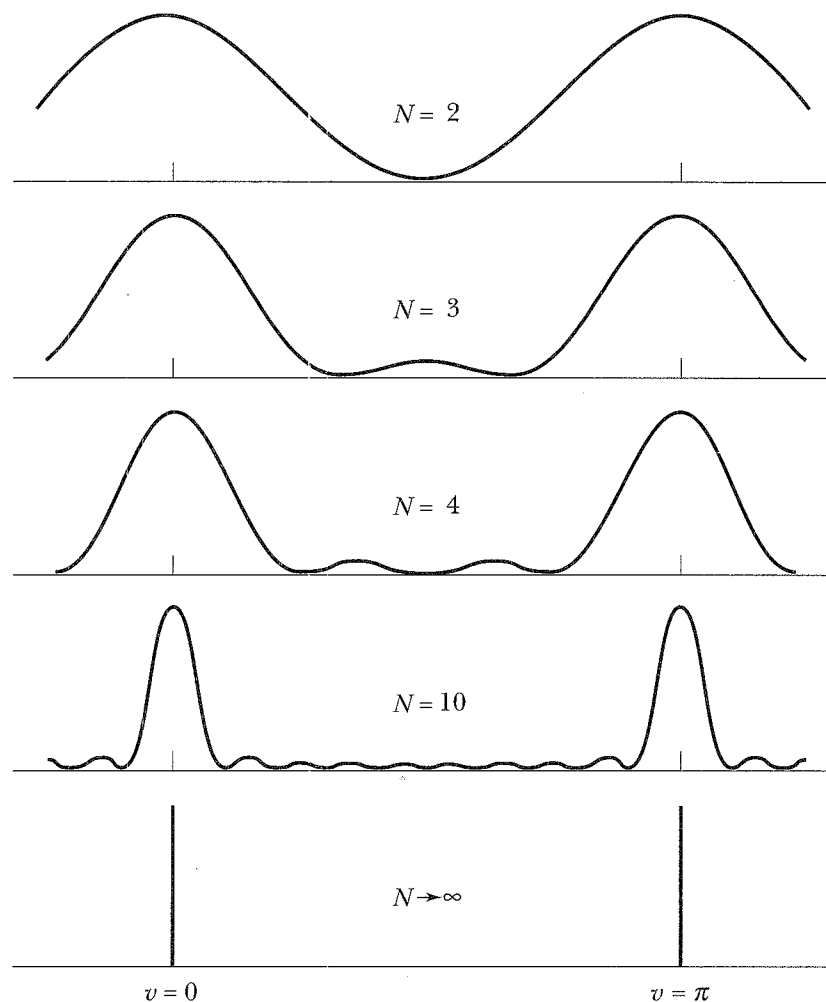 N = 2
N = 3
N = 4
N = 10
N → ∞
v = 0
v = π